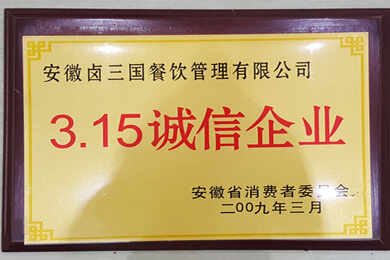 安徽卤三国餐饮管理有限公司
3.15诚信企业
安徽省消费者委员会
二00九年三月